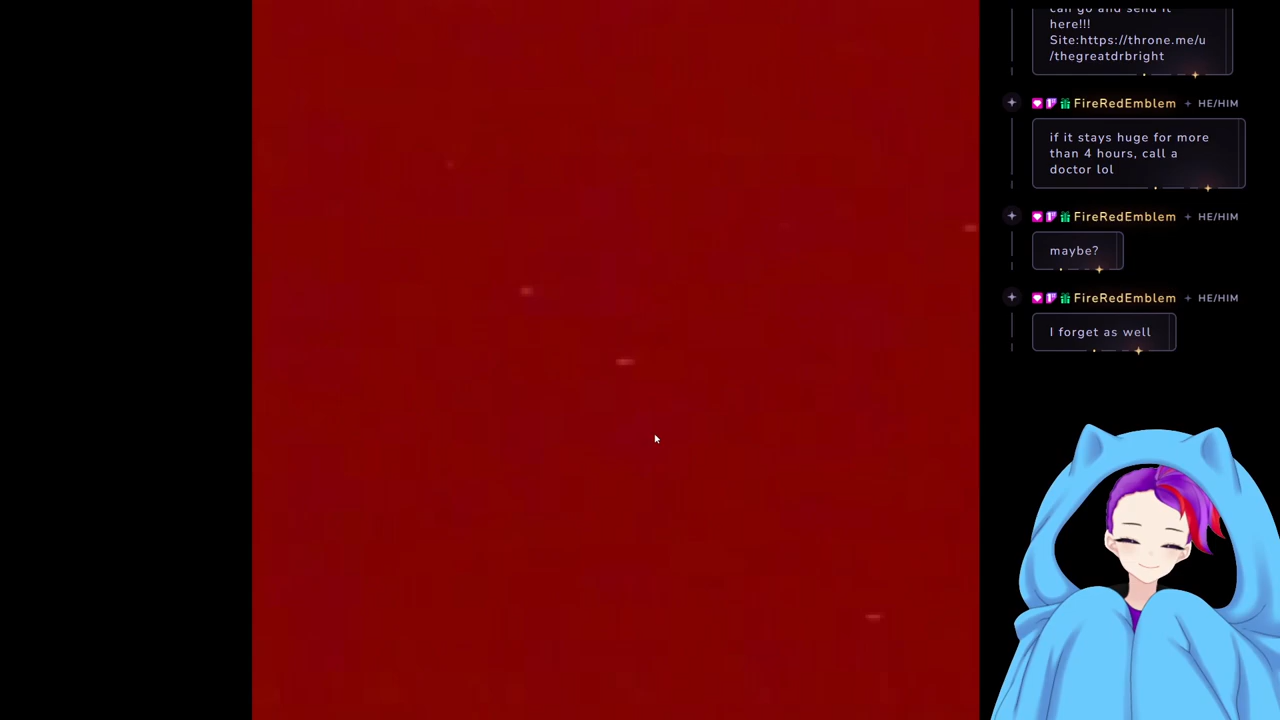 can go and send it
here!!!
Site:https://throne.me/u
/thegreatdrbright
FireRedEmblem HE/HIM
if it stays huge for more
than 4 hours, call a
doctor lol
FireRedEmblem HE/HIM
maybe?
FireRedEmblem HE/HIM
I forget as well